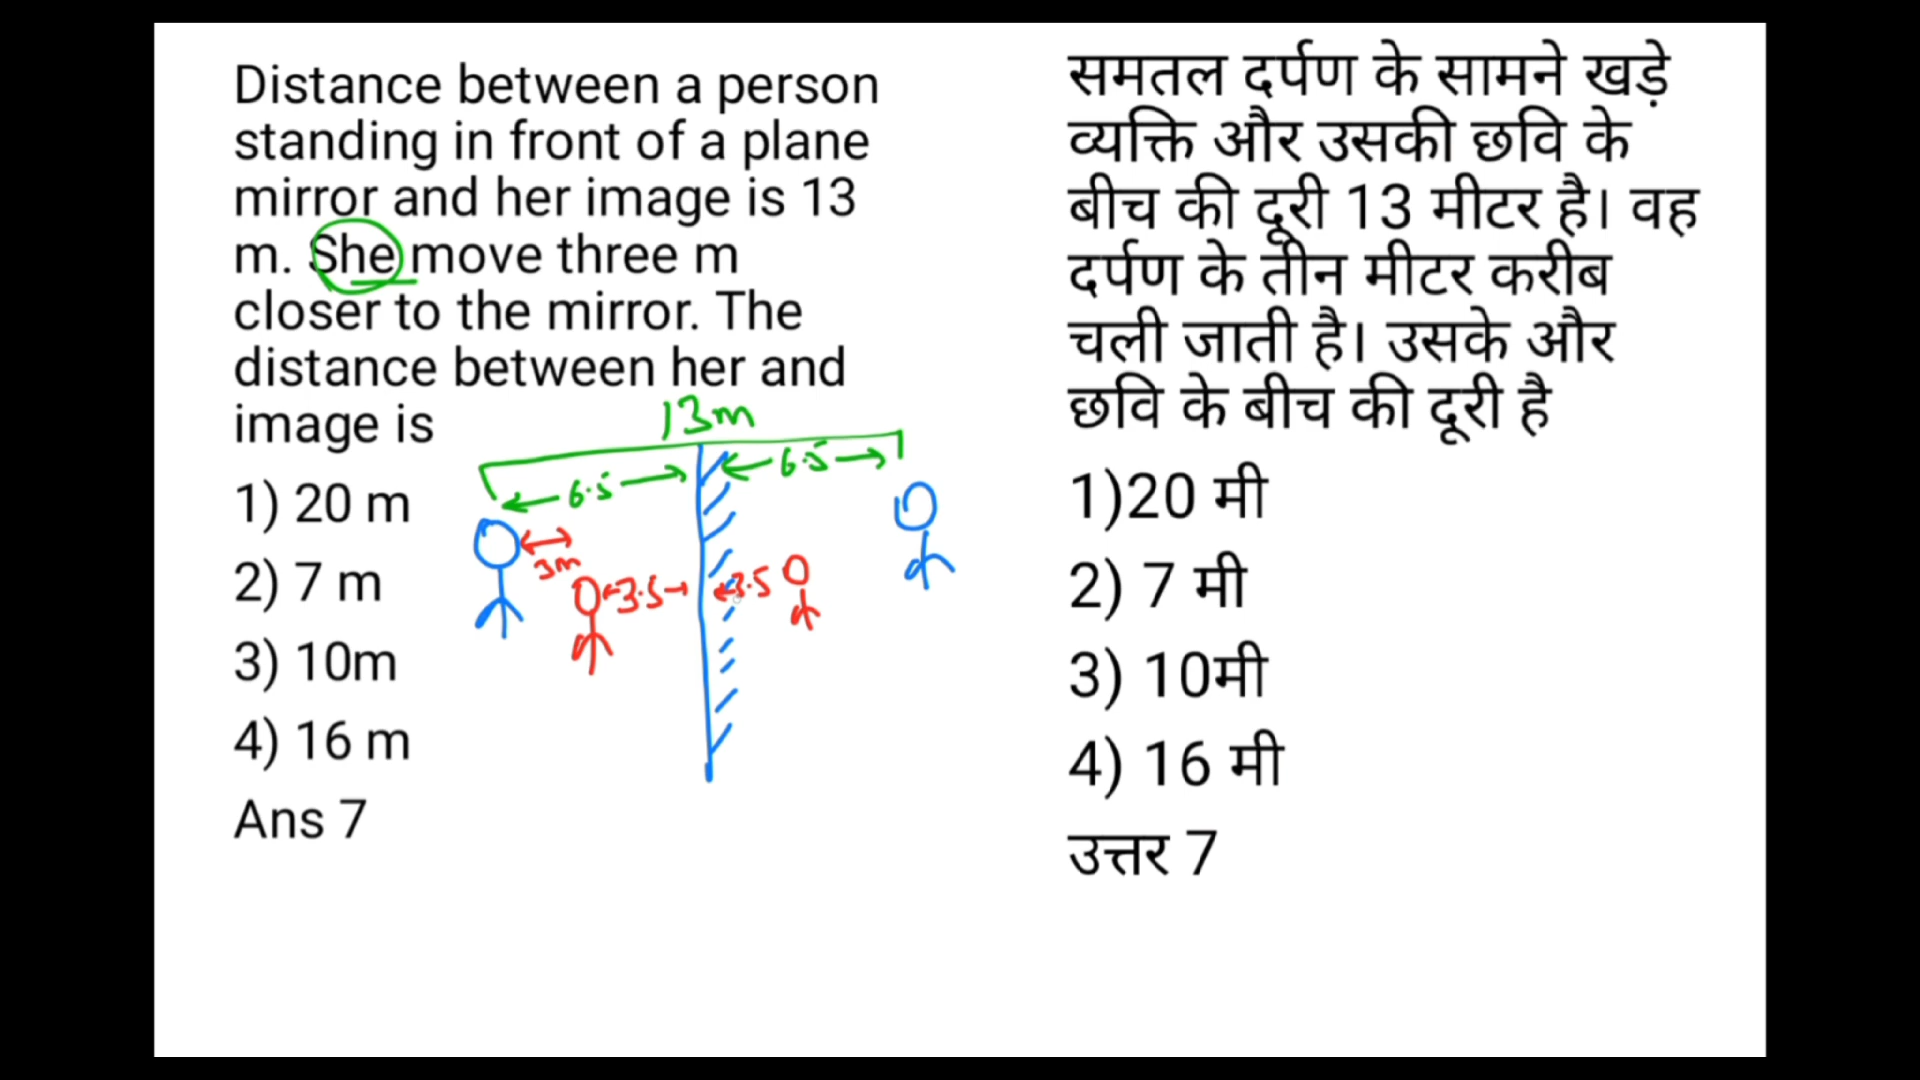 Distance between a person
standing in front of a plane
mirror and her image is 13
m. She move three m
closer to the mirror. The
distance between her and
image is
13m
6.5
6.5
3m
3.5
3.5
1) 20 m
2) 7 m
3) 10m
4) 16 m
Ans 7
समतल दर्पण के सामने खड़े
व्यक्ति और उसकी छवि के
बीच की दूरी 13 मीटर है। वह
दर्पण के तीन मीटर करीब
चली जाती है। उसके और
छवि के बीच की दूरी है
1)20 मी
2) 7 मी
3) 10मी
4) 16 मी
उत्तर 7